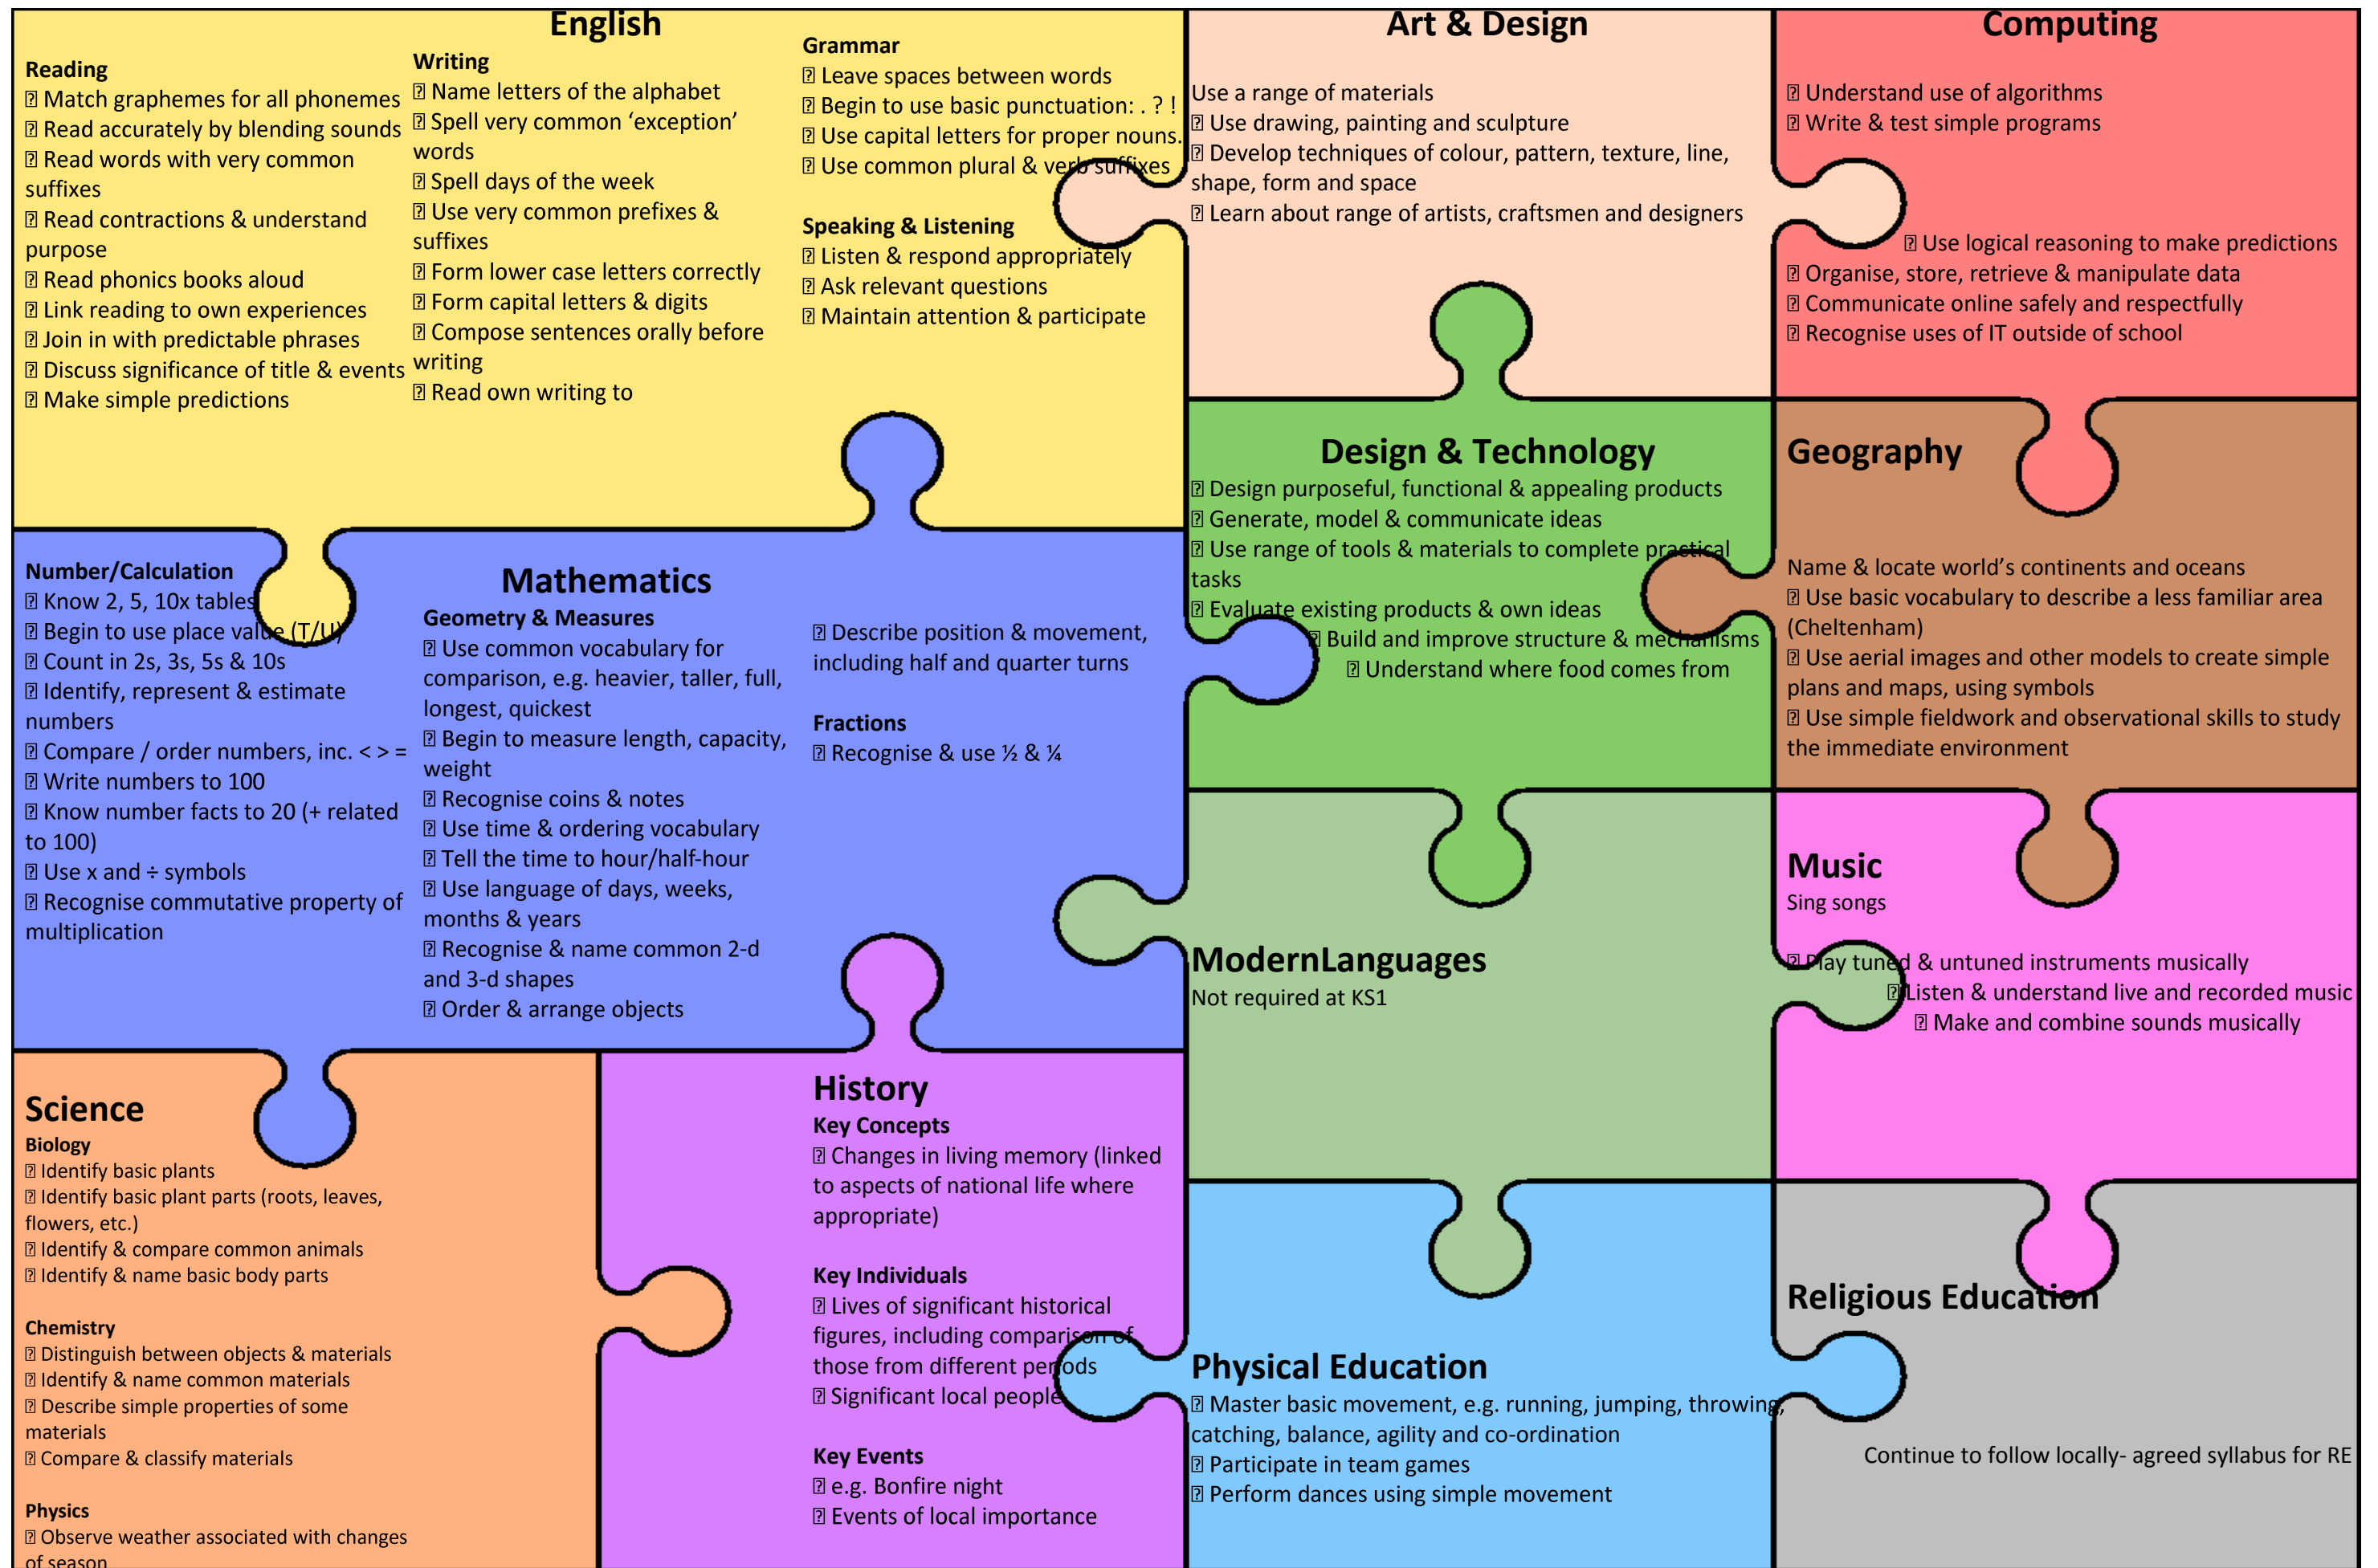 English
Reading
⍰ Match graphemes for all phonemes
⍰ Read accurately by blending sounds
⍰ Read words with very common
suffixes
⍰ Read contractions & understand
purpose
⍰ Read phonics books aloud
⍰ Link reading to own experiences
⍰ Join in with predictable phrases
⍰ Discuss significance of title & events
⍰ Make simple predictions
Writing
⍰ Name letters of the alphabet
⍰ Spell very common ‘exception’
words
⍰ Spell days of the week
⍰ Use very common prefixes &
suffixes
⍰ Form lower case letters correctly
⍰ Form capital letters & digits
⍰ Compose sentences orally before
writing
⍰ Read own writing to
Grammar
⍰ Leave spaces between words
⍰ Begin to use basic punctuation: . ? !
⍰ Use capital letters for proper nouns.
⍰ Use common plural & verb suffixes
Speaking & Listening
⍰ Listen & respond appropriately
⍰ Ask relevant questions
⍰ Maintain attention & participate
Art & Design
Use a range of materials
⍰ Use drawing, painting and sculpture
⍰ Develop techniques of colour, pattern, texture, line,
shape, form and space
⍰ Learn about range of artists, craftsmen and designers
Computing
⍰ Understand use of algorithms
⍰ Write & test simple programs
⍰ Use logical reasoning to make predictions
⍰ Organise, store, retrieve & manipulate data
⍰ Communicate online safely and respectfully
⍰ Recognise uses of IT outside of school
Number/Calculation
⍰ Know 2, 5, 10x tables
⍰ Begin to use place value (T/U)
⍰ Count in 2s, 3s, 5s & 10s
⍰ Identify, represent & estimate
numbers
⍰ Compare / order numbers, inc. < > =
⍰ Write numbers to 100
⍰ Know number facts to 20 (+ related
to 100)
⍰ Use x and ÷ symbols
⍰ Recognise commutative property of
multiplication
Mathematics
Geometry & Measures
⍰ Use common vocabulary for
comparison, e.g. heavier, taller, full,
longest, quickest
⍰ Begin to measure length, capacity,
weight
⍰ Recognise coins & notes
⍰ Use time & ordering vocabulary
⍰ Tell the time to hour/half-hour
⍰ Use language of days, weeks,
months & years
⍰ Recognise & name common 2-d
and 3-d shapes
⍰ Order & arrange objects
⍰ Describe position & movement,
including half and quarter turns
Fractions
⍰ Recognise & use ½ & ¼
Design & Technology
⍰ Design purposeful, functional & appealing products
⍰ Generate, model & communicate ideas
⍰ Use range of tools & materials to complete practical
tasks
⍰ Evaluate existing products & own ideas
⍰ Build and improve structure & mechanisms
⍰ Understand where food comes from
Geography
Name & locate world’s continents and oceans
⍰ Use basic vocabulary to describe a less familiar area
(Cheltenham)
⍰ Use aerial images and other models to create simple
plans and maps, using symbols
⍰ Use simple fieldwork and observational skills to study
the immediate environment
ModernLanguages
Not required at KS1
Music
Sing songs
⍰ Play tuned & untuned instruments musically
⍰ Listen & understand live and recorded music
⍰ Make and combine sounds musically
Science
Biology
⍰ Identify basic plants
⍰ Identify basic plant parts (roots, leaves,
flowers, etc.)
⍰ Identify & compare common animals
⍰ Identify & name basic body parts
Chemistry
⍰ Distinguish between objects & materials
⍰ Identify & name common materials
⍰ Describe simple properties of some
materials
⍰ Compare & classify materials
Physics
⍰ Observe weather associated with changes
of season
History
Key Concepts
⍰ Changes in living memory (linked
to aspects of national life where
appropriate)
Key Individuals
⍰ Lives of significant historical
figures, including comparison of
those from different periods
⍰ Significant local people
Key Events
⍰ e.g. Bonfire night
⍰ Events of local importance
Physical Education
⍰ Master basic movement, e.g. running, jumping, throwing,
catching, balance, agility and co-ordination
⍰ Participate in team games
⍰ Perform dances using simple movement
Religious Education
Continue to follow locally- agreed syllabus for RE